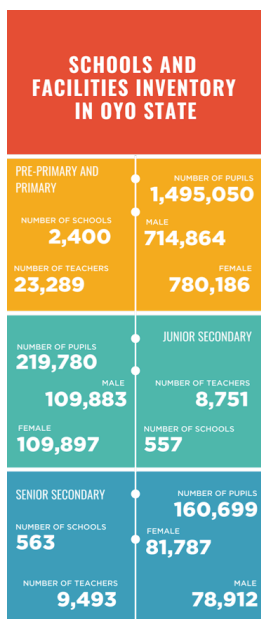 SCHOOLS AND
FACILITIES INVENTORY
IN OYO STATE
PRE-PRIMARY AND
PRIMARY
NUMBER OF SCHOOLS
2,400
NUMBER OF TEACHERS
23,289
NUMBER OF PUPILS
1,495,050
MALE
714,864
FEMALE
780,186
NUMBER OF PUPILS
219,780
MALE
109,883
FEMALE
109,897
JUNIOR SECONDARY
NUMBER OF TEACHERS
8,751
NUMBER OF SCHOOLS
557
SENIOR SECONDARY
NUMBER OF SCHOOLS
563
NUMBER OF TEACHERS
9,493
NUMBER OF PUPILS
160,699
FEMALE
81,787
MALE
78,912